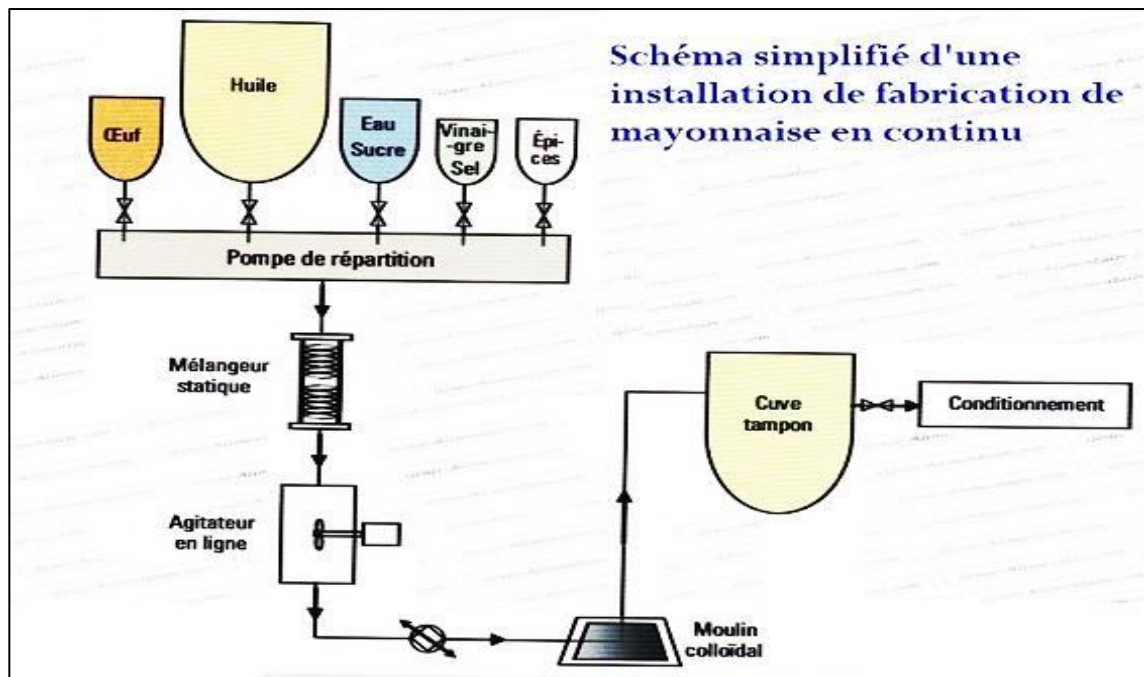 Schéma simplifié d'une
installation de fabrication de
mayonnaise en continu
Œuf
Huile
Eau
Sucre
Vinai-
-gre
Sel
Épi-
ces
Pompe de répartition
Mélangeur
statique
Agitateur
en ligne
Moulin
colloïdal
Cuve
tampon
Conditionnement